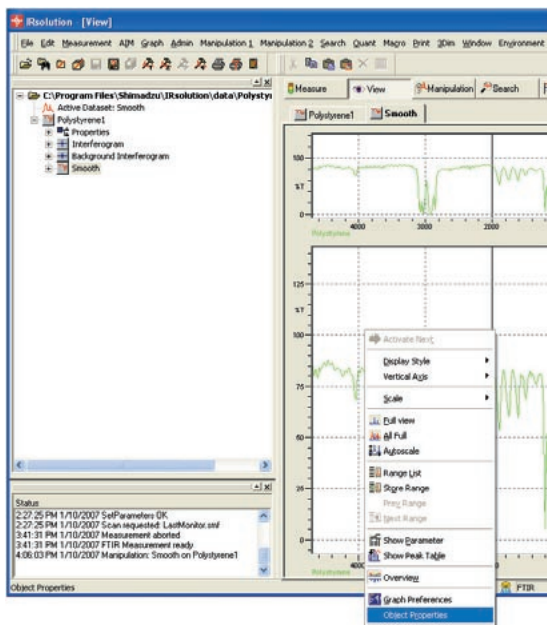 IRsolution - [View]
File Edit Measurement AIM Graph Admin Manipulation 1 Manipulation 2 Search Quant Macro Print 3Dim Window Environment
C:\Program Files\Shimadzu\IRsolution\data\Polysty
Active Dataset: Smooth
Polystyrene1
Properties
Interferogram
Background Interferogram
Smooth
Measure View Manipulation Search
Polystyrene1 Smooth
%T
100
50
0
4000 3000 2000
Polystyrene
125
%T
100
75
50
25
0
Polystyrene
Activate Next
Display Style
Vertical Axis
Scale
Full view
All Full
Autoscale
Range List
Store Range
Prev Range
Next Range
Show Parameter
Show Peak Table
Overview
Graph Preferences
Object Properties
Status
2:27:25 PM 1/10/2007 SetParameters OK
2:27:25 PM 1/10/2007 Scan requested: LastMonitor.smf
3:41:31 PM 1/10/2007 Measurement aborted
3:41:31 PM 1/10/2007 FTIR Measurement ready
4:06:03 PM 1/10/2007 Manipulation: Smooth on Polystyrene1
Object Properties
FTIR